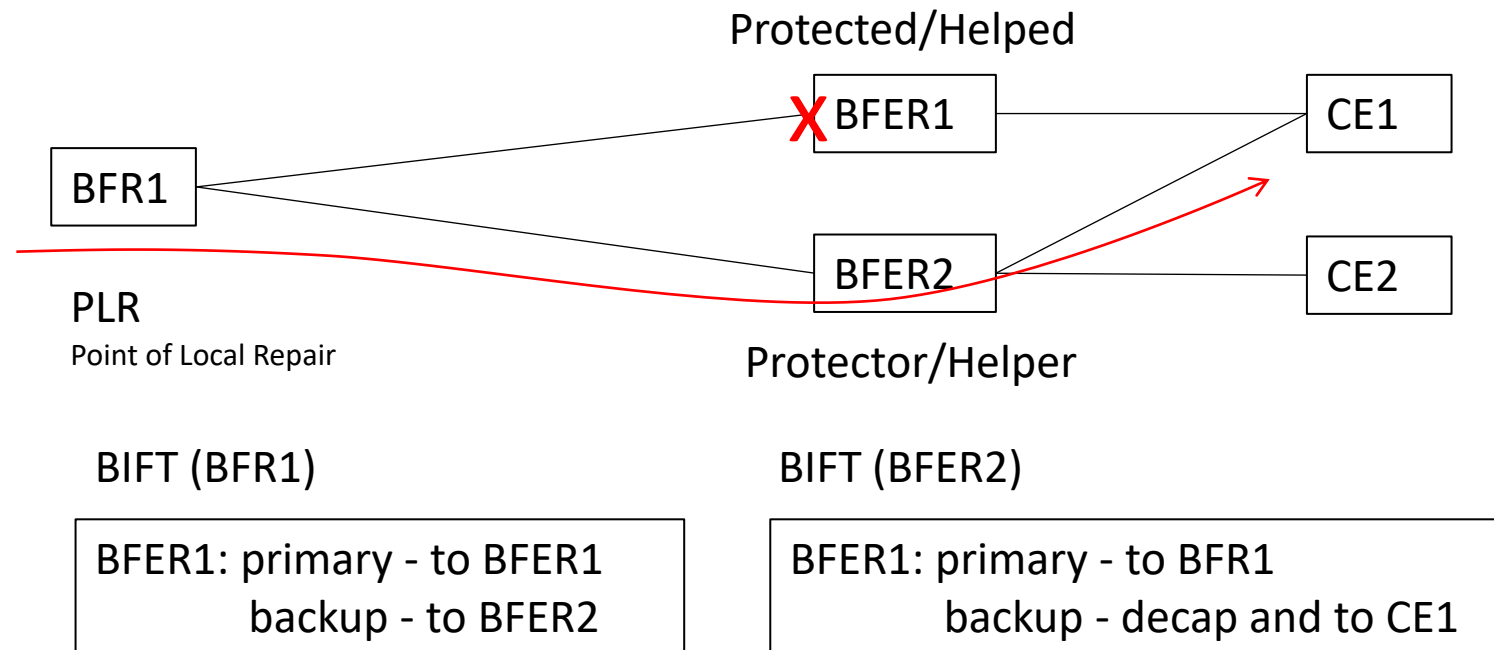 Protected/Helped
X
BFER1
CE1
BFR1
BFER2
CE2
PLR
Point of Local Repair
Protector/Helper
BIFT (BFR1)
BIFT (BFER2)
BFER1: primary - to BFER1
backup - to BFER2
BFER1: primary - to BFR1
backup - decap and to CE1